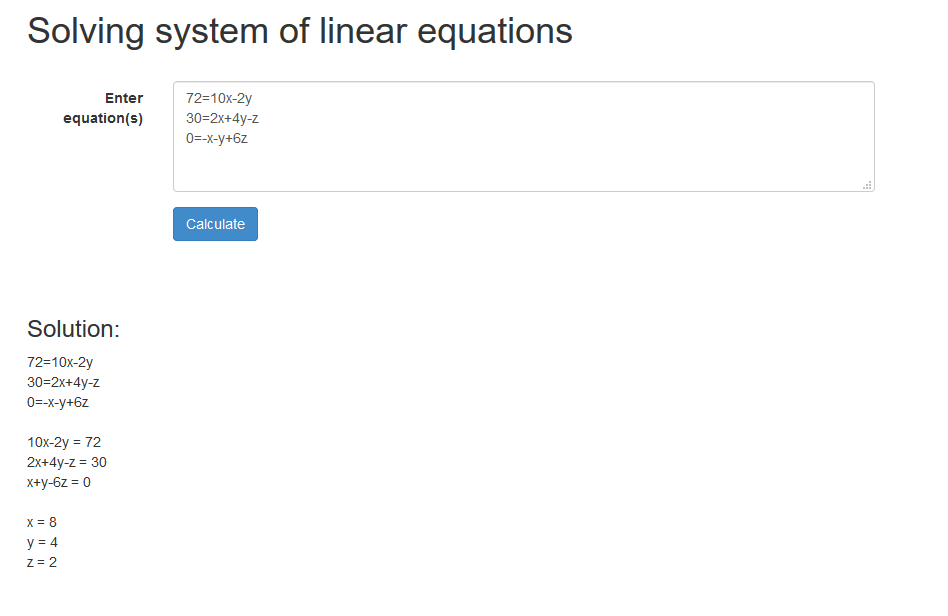 Solving system of linear equations
Enter
equation(s)
72=10x-2y
30=2x+4y-z
0=-x-y+6z
Calculate
Solution:
72=10x-2y
30=2x+4y-z
0=-x-y+6z
10x-2y = 72
2x+4y-z = 30
x+y-6z = 0
x = 8
y = 4
z = 2